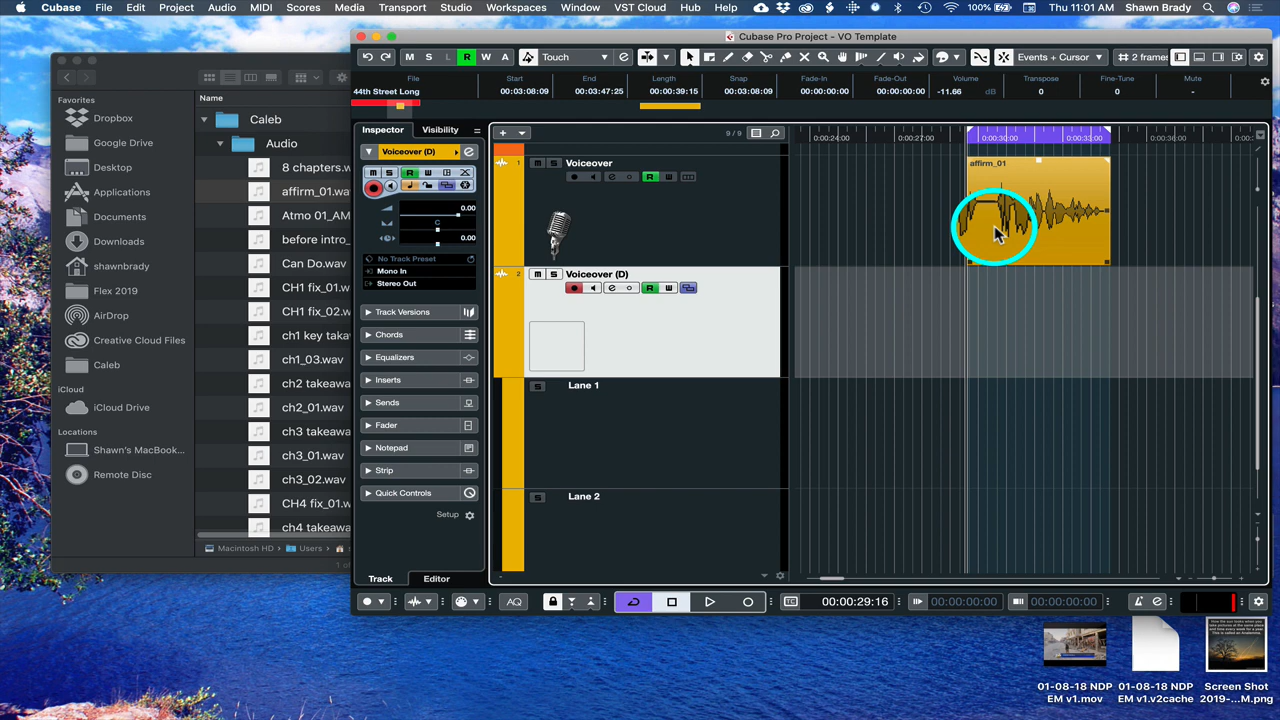 Cubase File Edit Project Audio MIDI Scores Media Transport Studio Workspaces Window VST Cloud Hub 100% Thu 11:01 AM Shawn Brady
Cubase Pro Project - VO Template
M S L R W A Touch Events + Cursor 2 frames
File Start End Length Snap Fade-In Fade-Out Volume Transpose Fine-Tune Mute
44th Street Long 00:03:08:09 00:03:47:25 00:00:39:15 00:03:08:09 00:00:00:00 00:00:00:00 -11.66 dB 0 0 -
Favorites
Dropbox
Google Drive
Desktop
Applications
Documents
Downloads
shawnbrady
Flex 2019
AirDrop
Creative Cloud Files
Caleb
iCloud
iCloud Drive
Locations
Shawn's MacBook...
Remote Disc
Name
Caleb
Audio
8 chapters.
affirm_01.wa
Atmo 01_AM
before intro_
Can Do.wav
CH1 fix_01.w
CH1 fix_02.w
ch1 key takea
ch1_03.wav
ch2 takeawa
ch2_01.wav
ch3 takeawa
ch3_01.wav
ch3_02.wav
CH4 fix_01.w
ch4 takeawa
Macintosh HD Users
Inspector Visibility
Voiceover (D)
M S R W
0.00
C
0.00
No Track Preset
Mono In
Stereo Out
Track Versions
Chords
Equalizers
Inserts
Sends
Fader
Notepad
Strip
Quick Controls
Setup
Track Editor
9 / 9
0:00:24:00 0:00:27:00 0:00:30:00 0:00:33:00 0:00:36:00
1 M S Voiceover
R W
affirm_01
2 M S Voiceover (D)
R W
S Lane 1
S Lane 2
AQ 00:00:29:16 00:00:00:00 00:00:00:00
01-08-18 NDP
EM v1.mov
01-08-18 NDP
EM v1.v2cache
Screen Shot
2019-...M.png